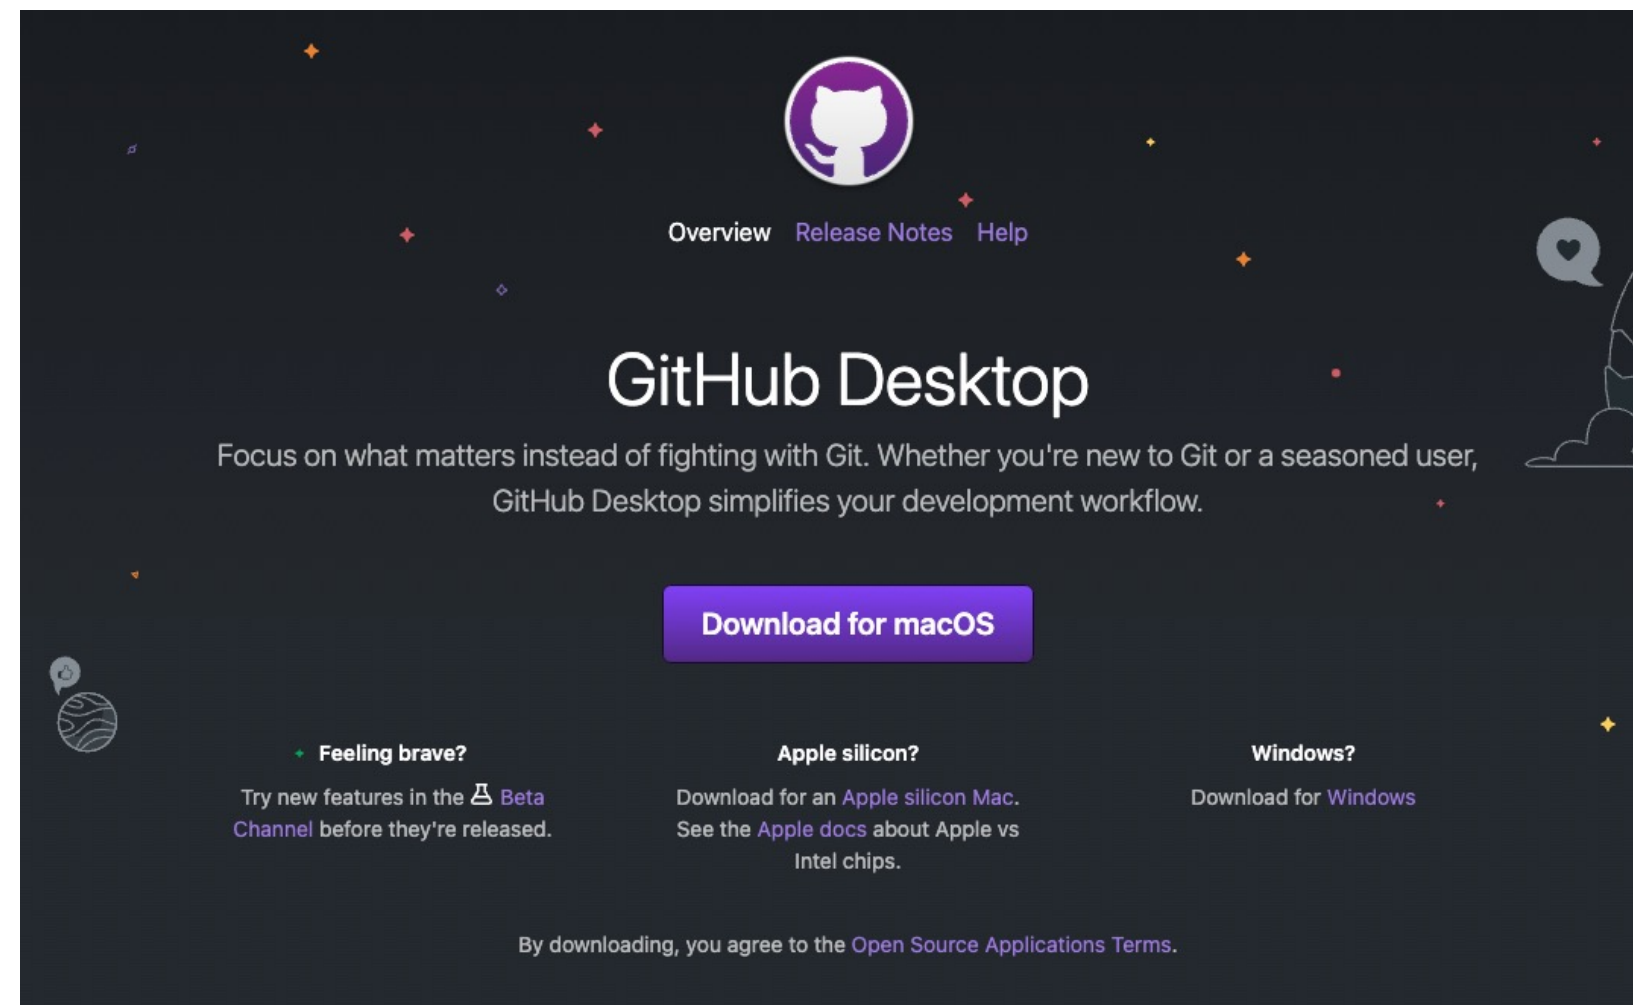 Overview Release Notes Help
GitHub Desktop
Focus on what matters instead of fighting with Git. Whether you're new to Git or a seasoned user,
GitHub Desktop simplifies your development workflow.
Download for macOS
Feeling brave?
Try new features in the Beta
Channel before they're released.
Apple silicon?
Download for an Apple silicon Mac.
See the Apple docs about Apple vs
Intel chips.
Windows?
Download for Windows
By downloading, you agree to the Open Source Applications Terms.